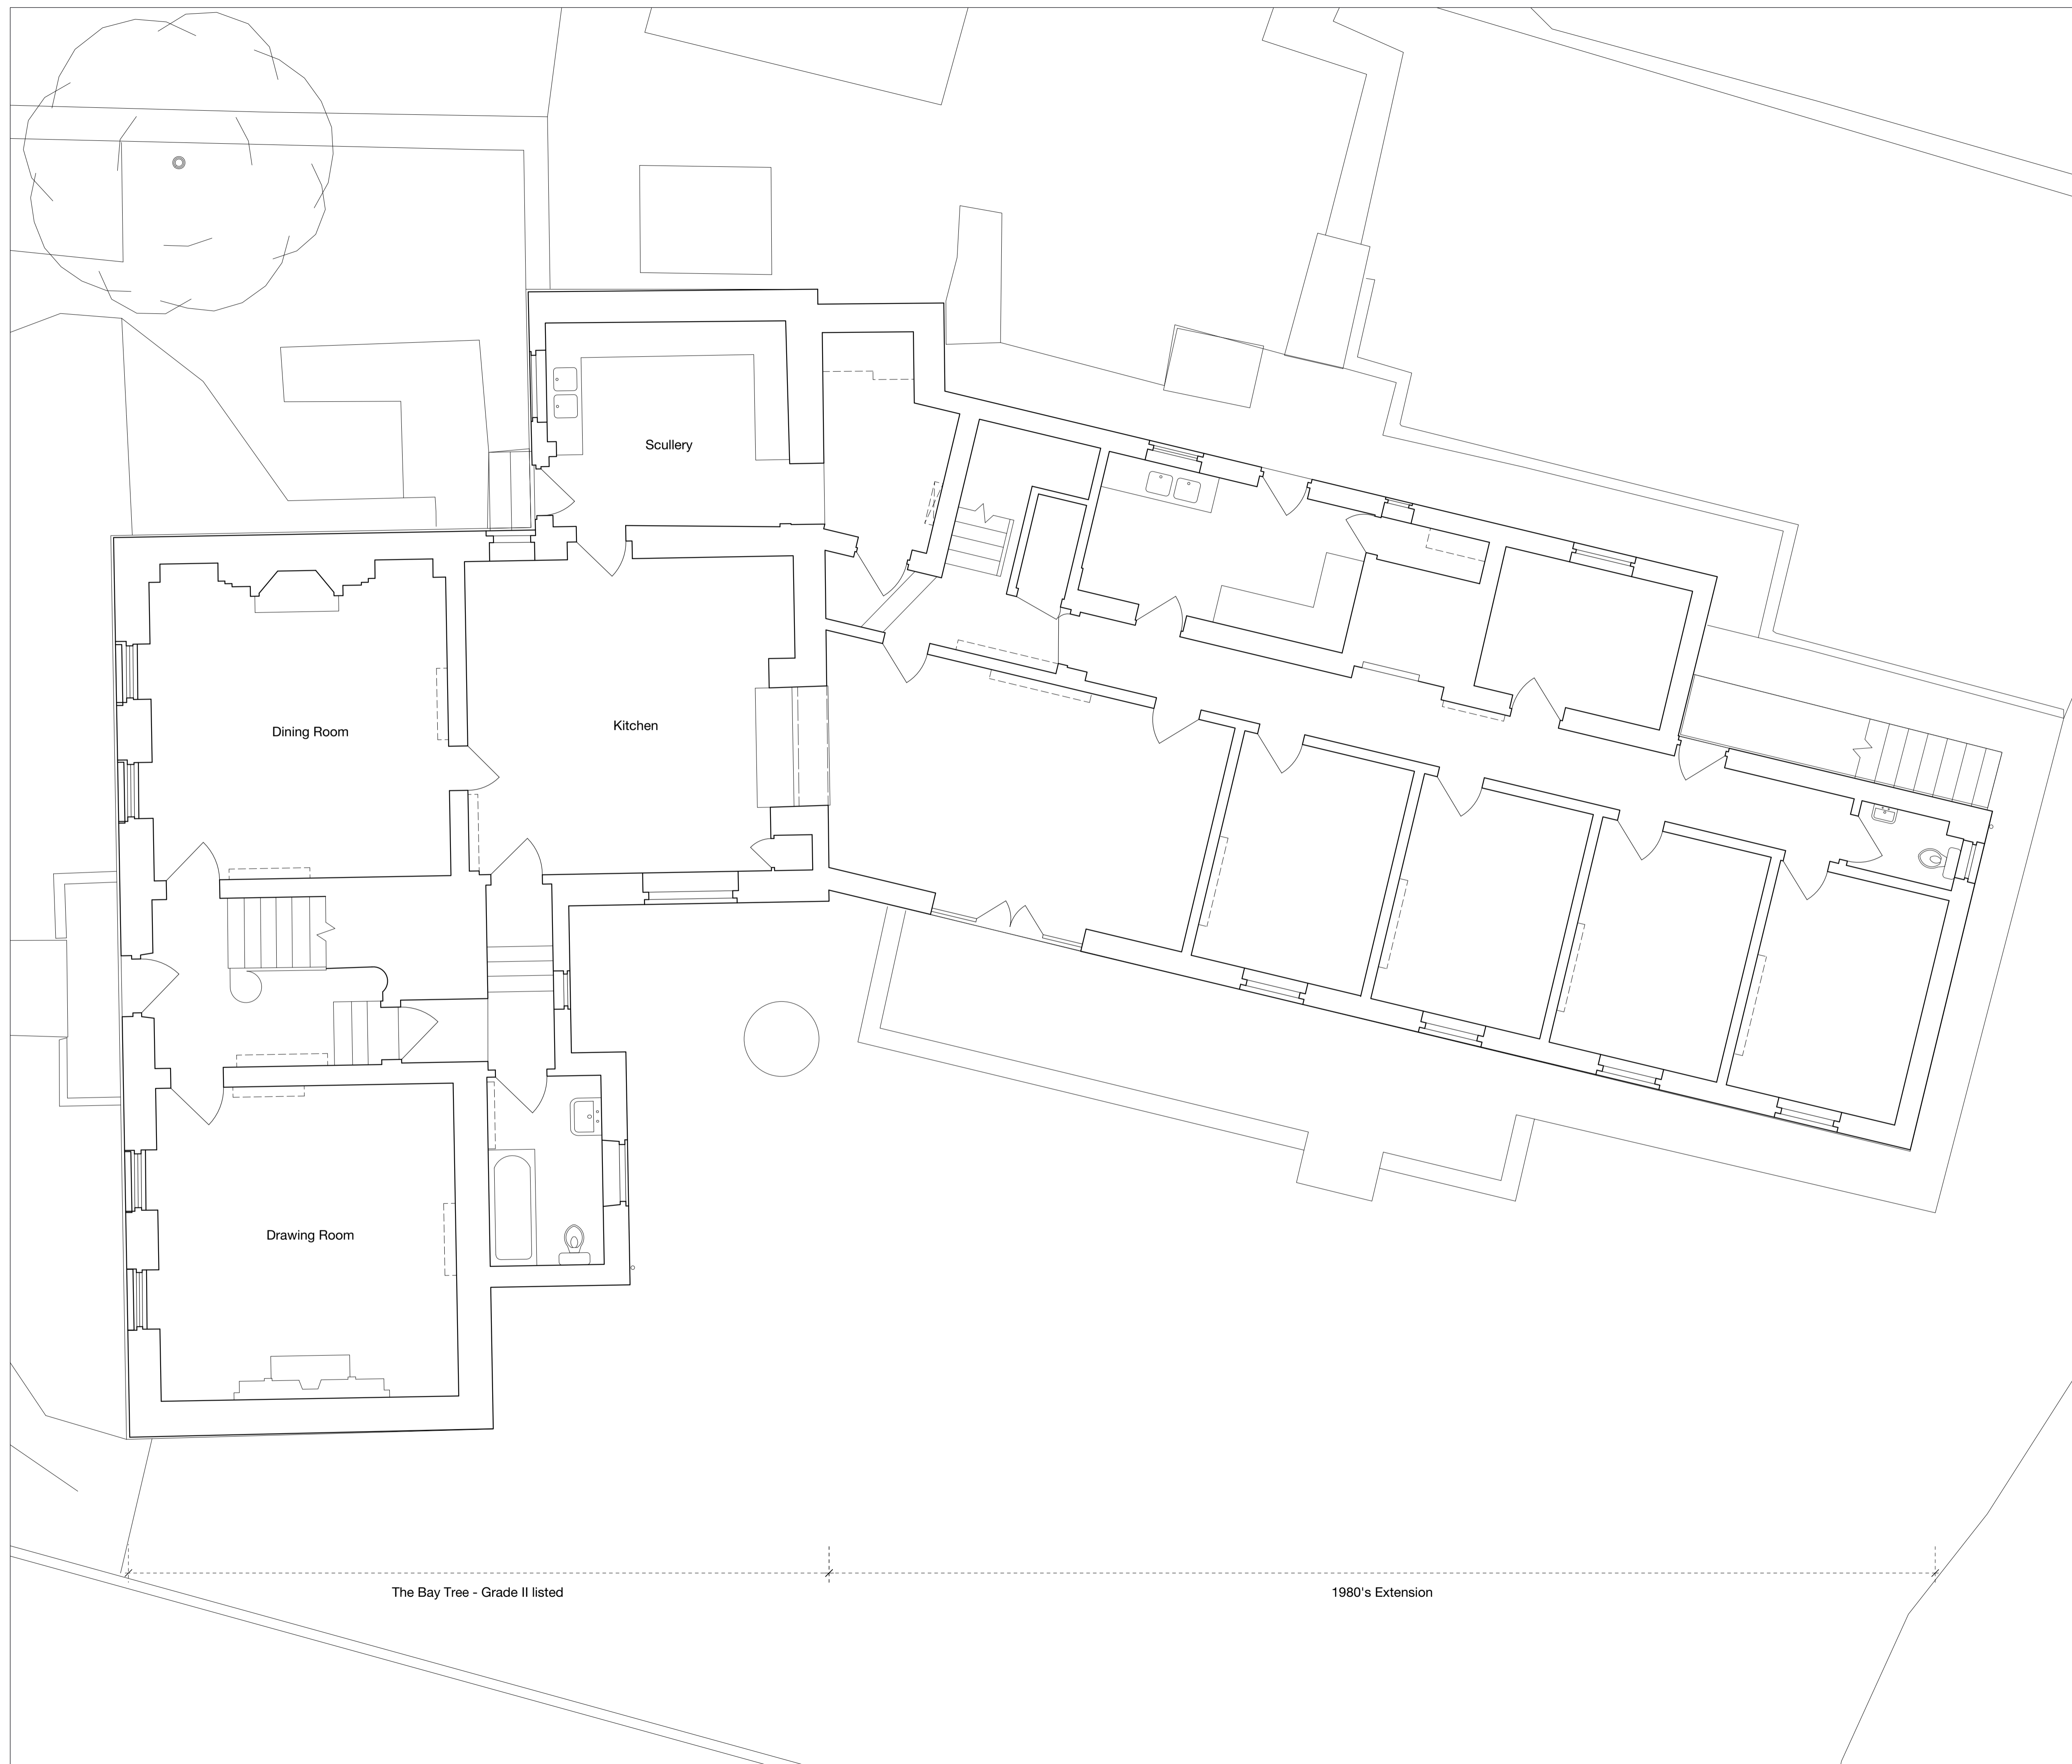 Scullery
Dining Room
Kitchen
Drawing Room
The Bay Tree - Grade II listed
1980's Extension